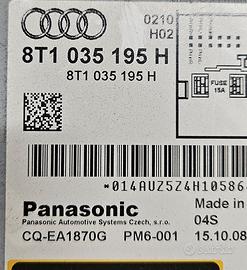 0210
H02
8T1 035 195 H
8T1 035 195 H
FUSE
15A
*014AUZ5Z4H10586
Panasonic
Made in
Panasonic Automotive Systems Czech, s.r.o.
04S
CQ-EA1870G PM6-001 15.10.08
subito